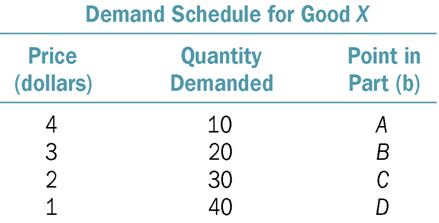 Demand Schedule for Good X
Price (dollars) Quantity Demanded Point in Part (b)
4 10 A
3 20 B
2 30 C
1 40 D